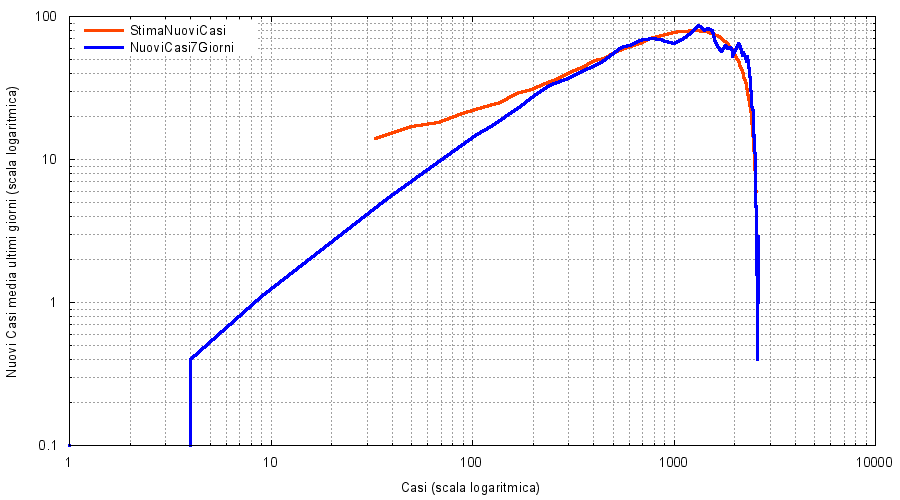 StimaNuoviCasi
NuoviCasi7Giorni
Nuovi Casi media ultimi giorni (scala logaritmica)
100
10
1
0.1
1
10
100
1000
10000
Casi (scala logaritmica)